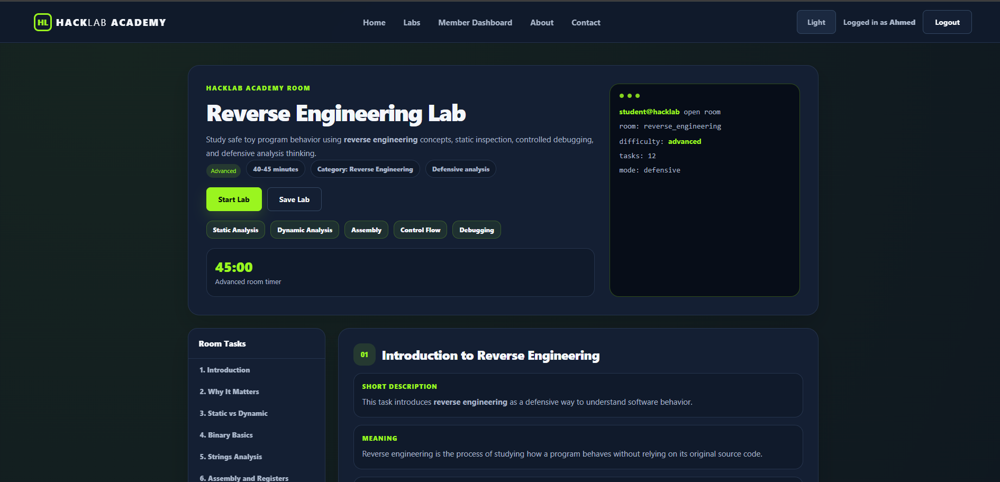 HL HACKLAB ACADEMY
Home Labs Member Dashboard About Contact
Light Logged in as Ahmed Logout
HACKLAB ACADEMY ROOM
Reverse Engineering Lab
Study safe toy program behavior using reverse engineering concepts, static inspection, controlled debugging,
and defensive analysis thinking.
Advanced 40-45 minutes Category: Reverse Engineering Defensive analysis
Start Lab Save Lab
Static Analysis Dynamic Analysis Assembly Control Flow Debugging
45:00
Advanced room timer
student@hacklab open room
room: reverse_engineering
difficulty: advanced
tasks: 12
mode: defensive
Room Tasks
1. Introduction
2. Why It Matters
3. Static vs Dynamic
4. Binary Basics
5. Strings Analysis
6. Assembly and Registers
01 Introduction to Reverse Engineering
SHORT DESCRIPTION
This task introduces reverse engineering as a defensive way to understand software behavior.
MEANING
Reverse engineering is the process of studying how a program behaves without relying on its original source code.